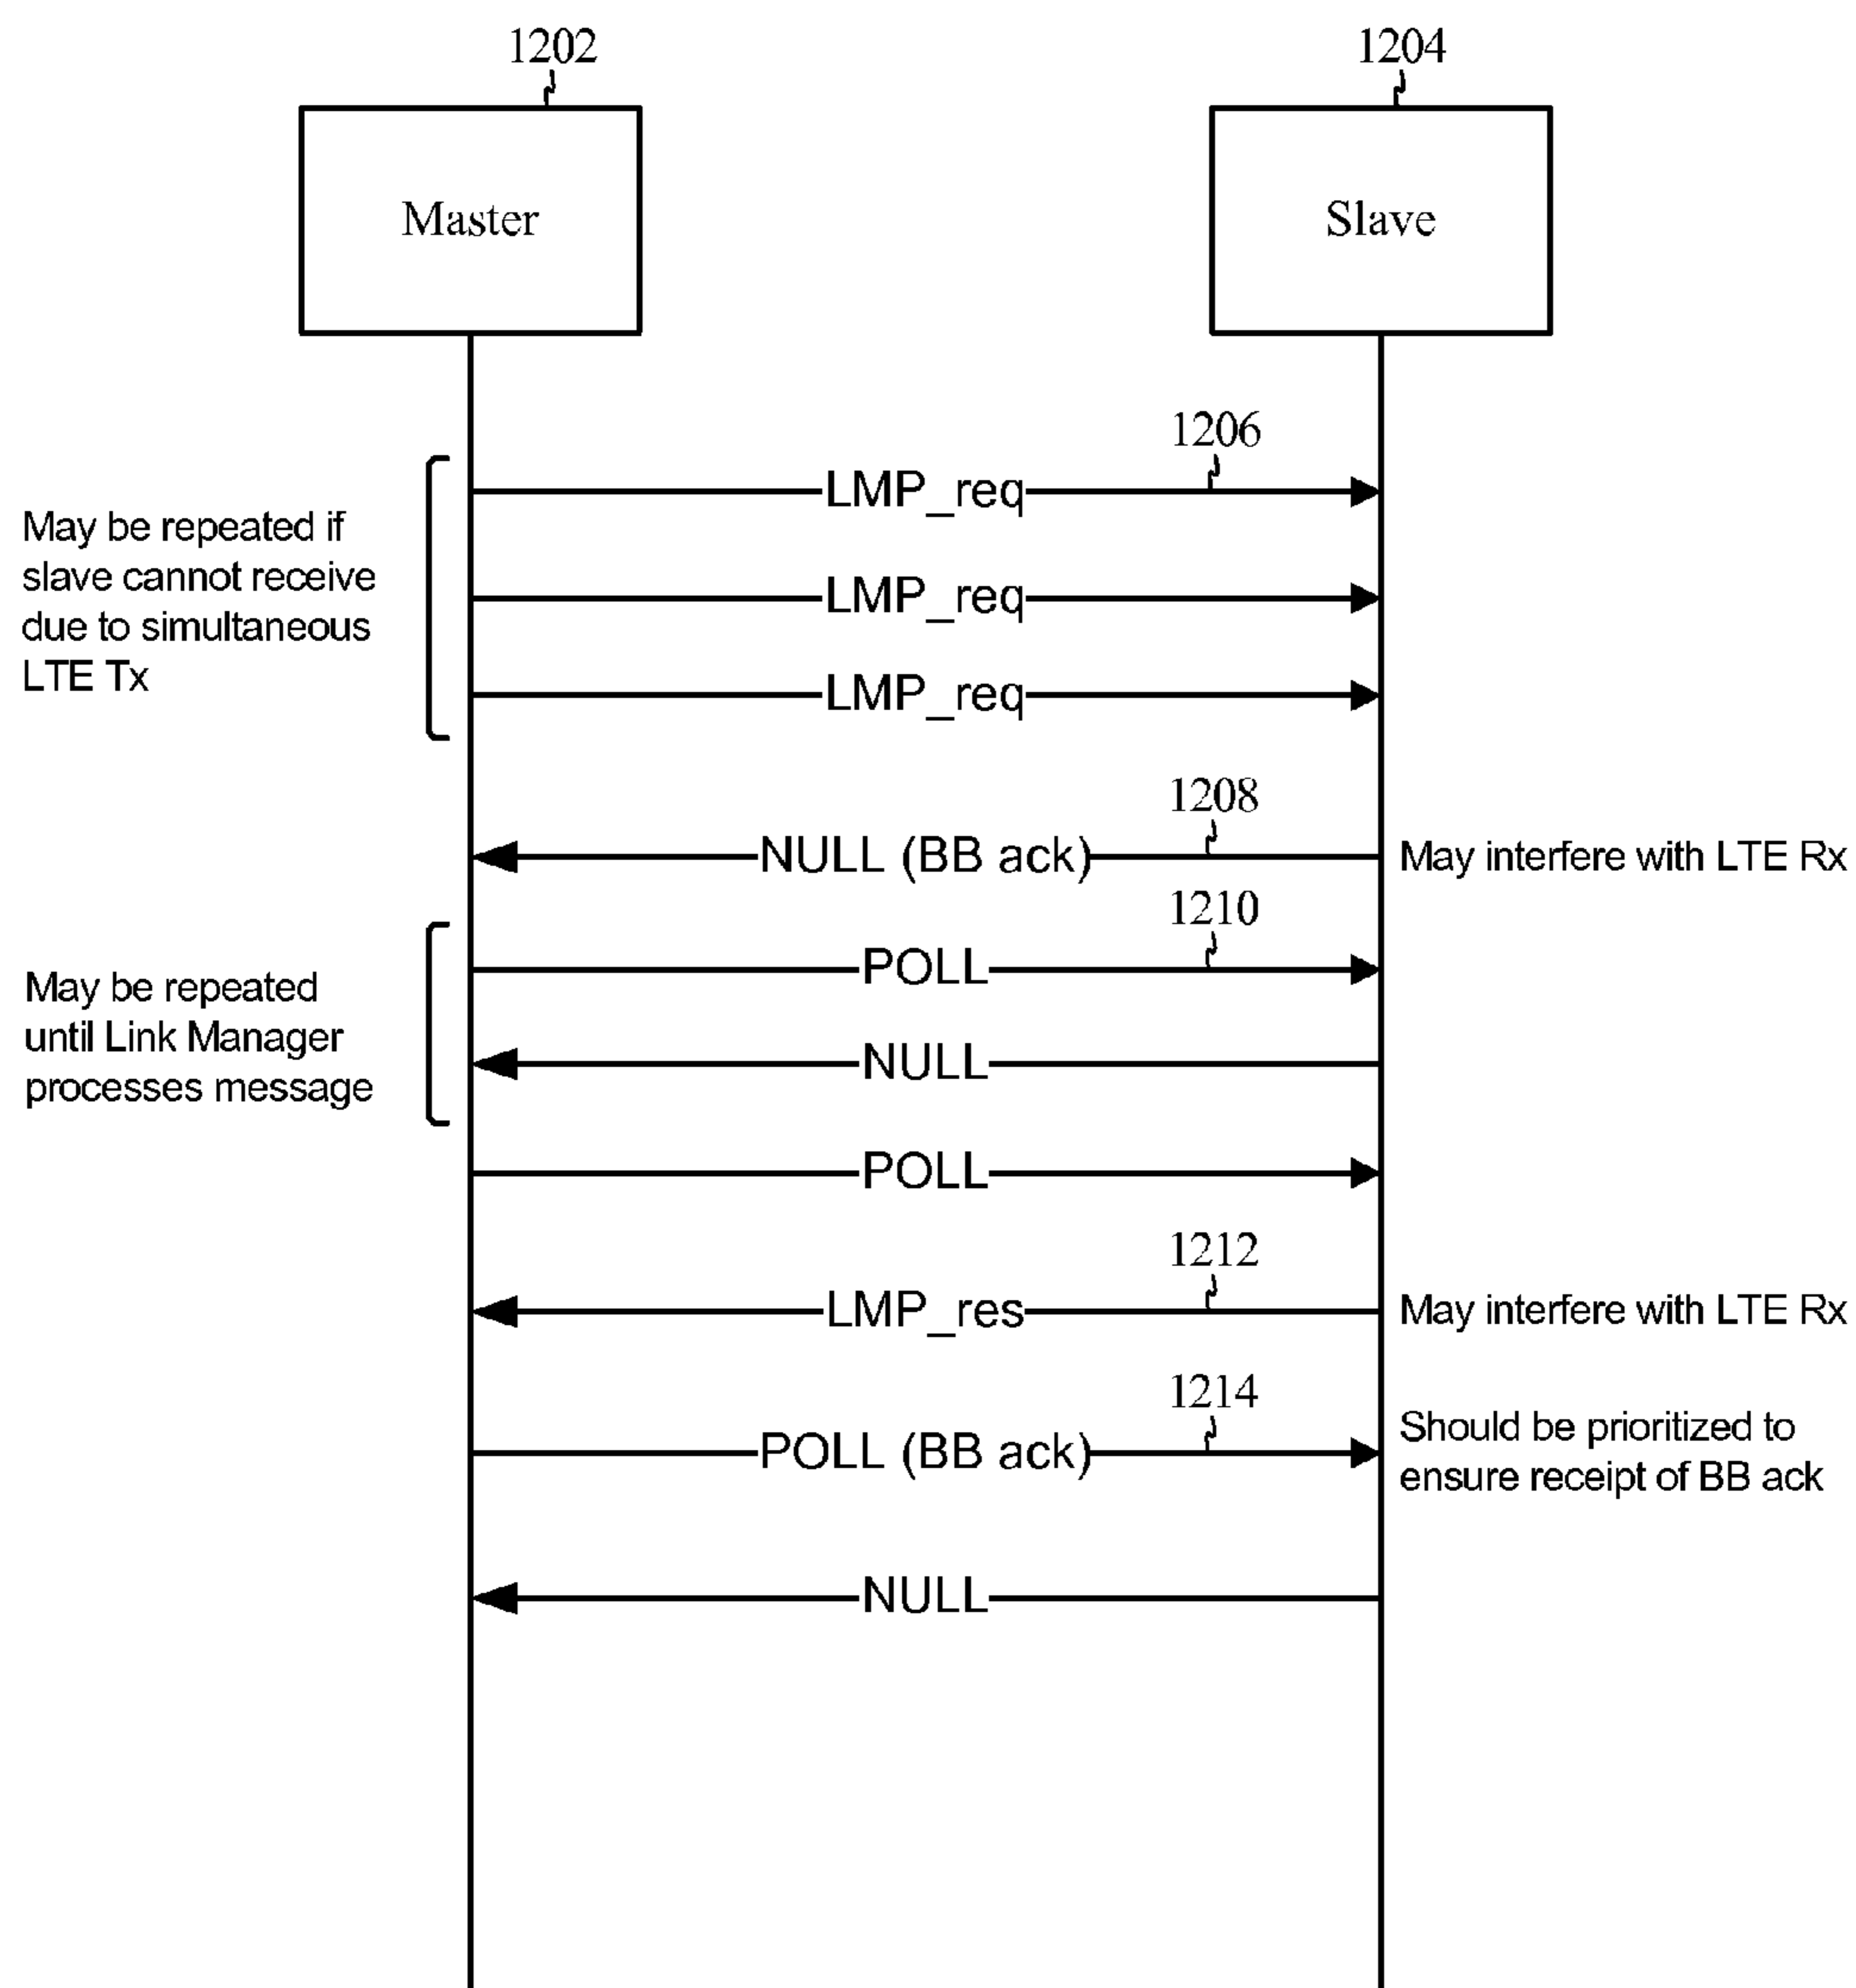 1202
1204
Master
Slave
1206
LMP_req
May be repeated if
slave cannot receive
due to simultaneous
LTE Tx
LMP_req
LMP_req
1208
NULL (BB ack)
May interfere with LTE Rx
1210
POLL
May be repeated
until Link Manager
processes message
NULL
POLL
1212
LMP_res
May interfere with LTE Rx
1214
POLL (BB ack)
Should be prioritized to
ensure receipt of BB ack
NULL